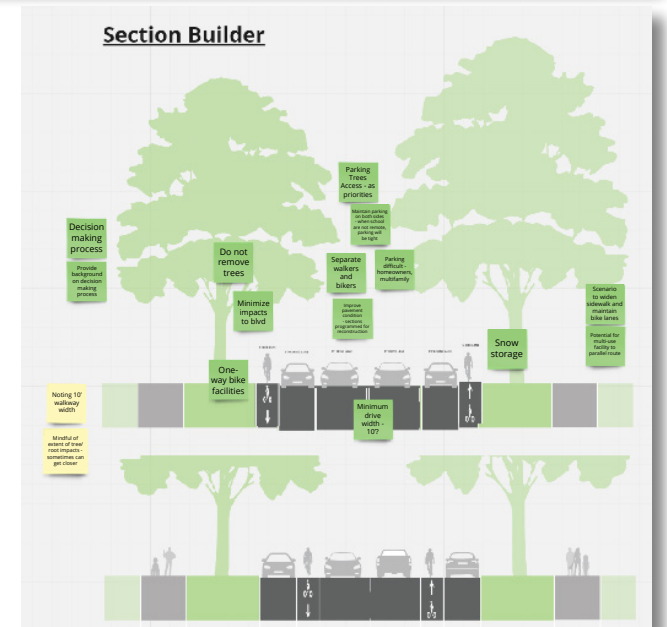 Section Builder
Parking
Trees
Access - as
priorities
Maintain parking
on both sides
- when school
are not remote,
parking will
be tight
Decision
making
process
Provide
background
on decision
making
process
Do not
remove
trees
Separate
walkers
and
bikers
Parking
difficult -
homeowners,
multifamily
Minimize
impacts
to blvd
Improve
pavement
condition
- sections
programmed for
reconstruction
Scenario
to widen
sidewalk and
maintain
bike lanes
Potential for
multi-use
facility to
parallel route
Snow
storage
One-
way bike
facilities
Noting 10'
walkway
width
Minimum
drive
width -
10'?
Mindful of
extent of tree/
root impacts -
sometimes can
get closer